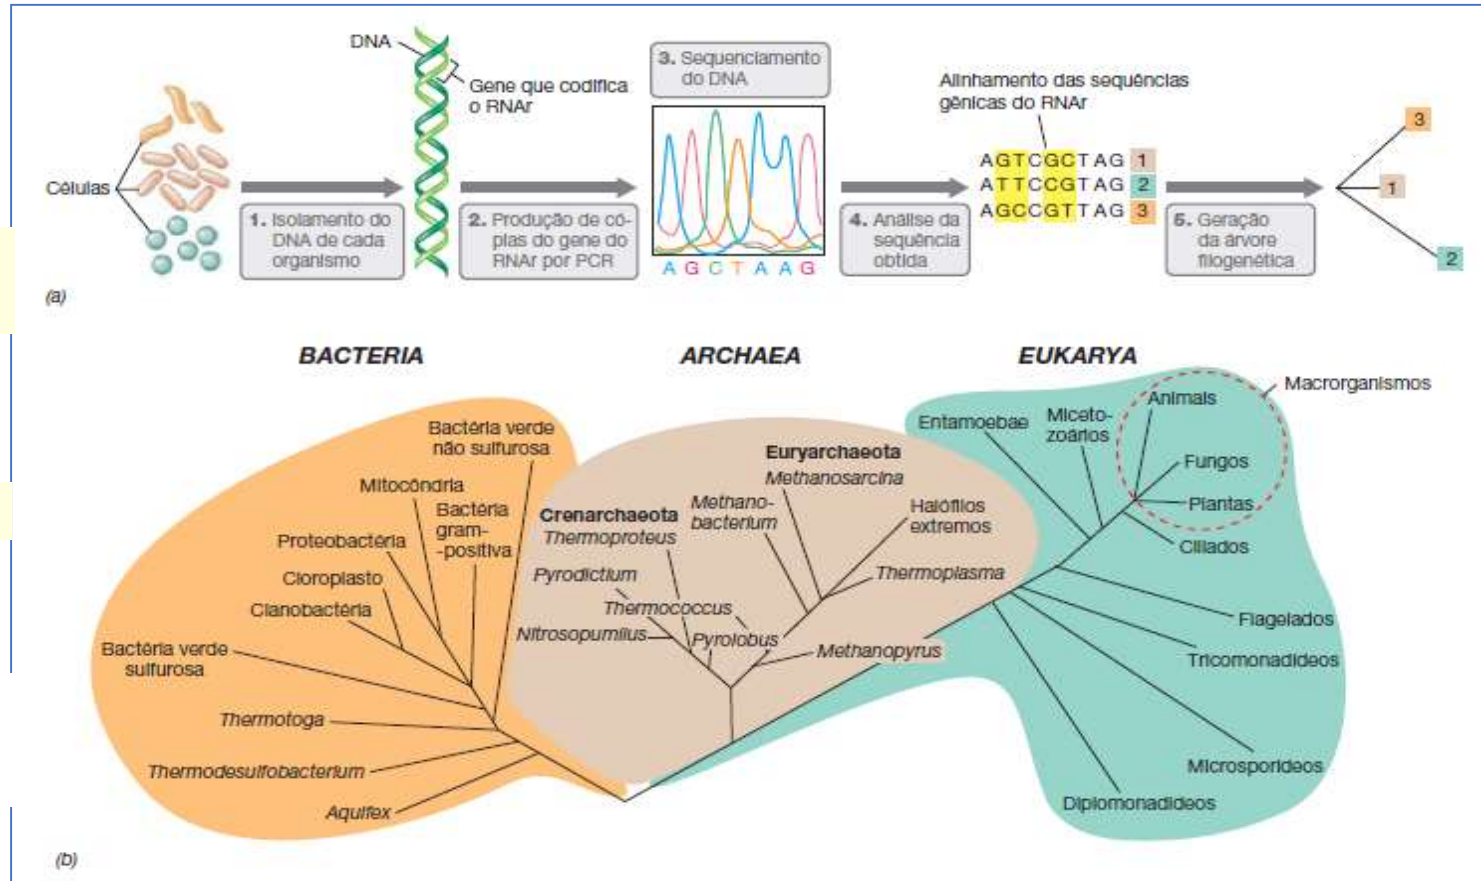 DNA
Gene que codifica
o RNAr
Células
1. Isolamento do
DNA de cada
organismo
2. Produção de có-
pias do gene do
RNAr por PCR
3. Sequenciamento
do DNA
A G C T A A G
4. Análise da
sequência
obtida
Alinhamento das sequências
gênicas do RNAr
A G T C G C T A G 1
A T T C C G T A G 2
A G C C G T T A G 3
5. Geração
da árvore
filogenética
3
1
2
(a)
BACTERIA
ARCHAEA
EUKARYA
Bactéria verde
não sulfurosa
Mitocôndria
Bactéria
gram-
-positiva
Proteobactéria
Cloroplasto
Cianobactéria
Bactéria verde
sulfurosa
Thermotoga
Thermodesulfobacterium
Aquifex
Crenarchaeota
Thermoproteus
Pyrodictium
Nitrosopumilus
Thermococcus
Pyrolobus
Euryarchaeota
Methanosarcina
Methano-
bacterium
Halófilos
extremos
Thermoplasma
Methanopyrus
Entamoebae
Miceto-
zoários
Animais
Macrorganismos
Fungos
Plantas
Ciliados
Flagelados
Tricomonadídeos
Microsporídeos
Diplomonadídeos
(b)